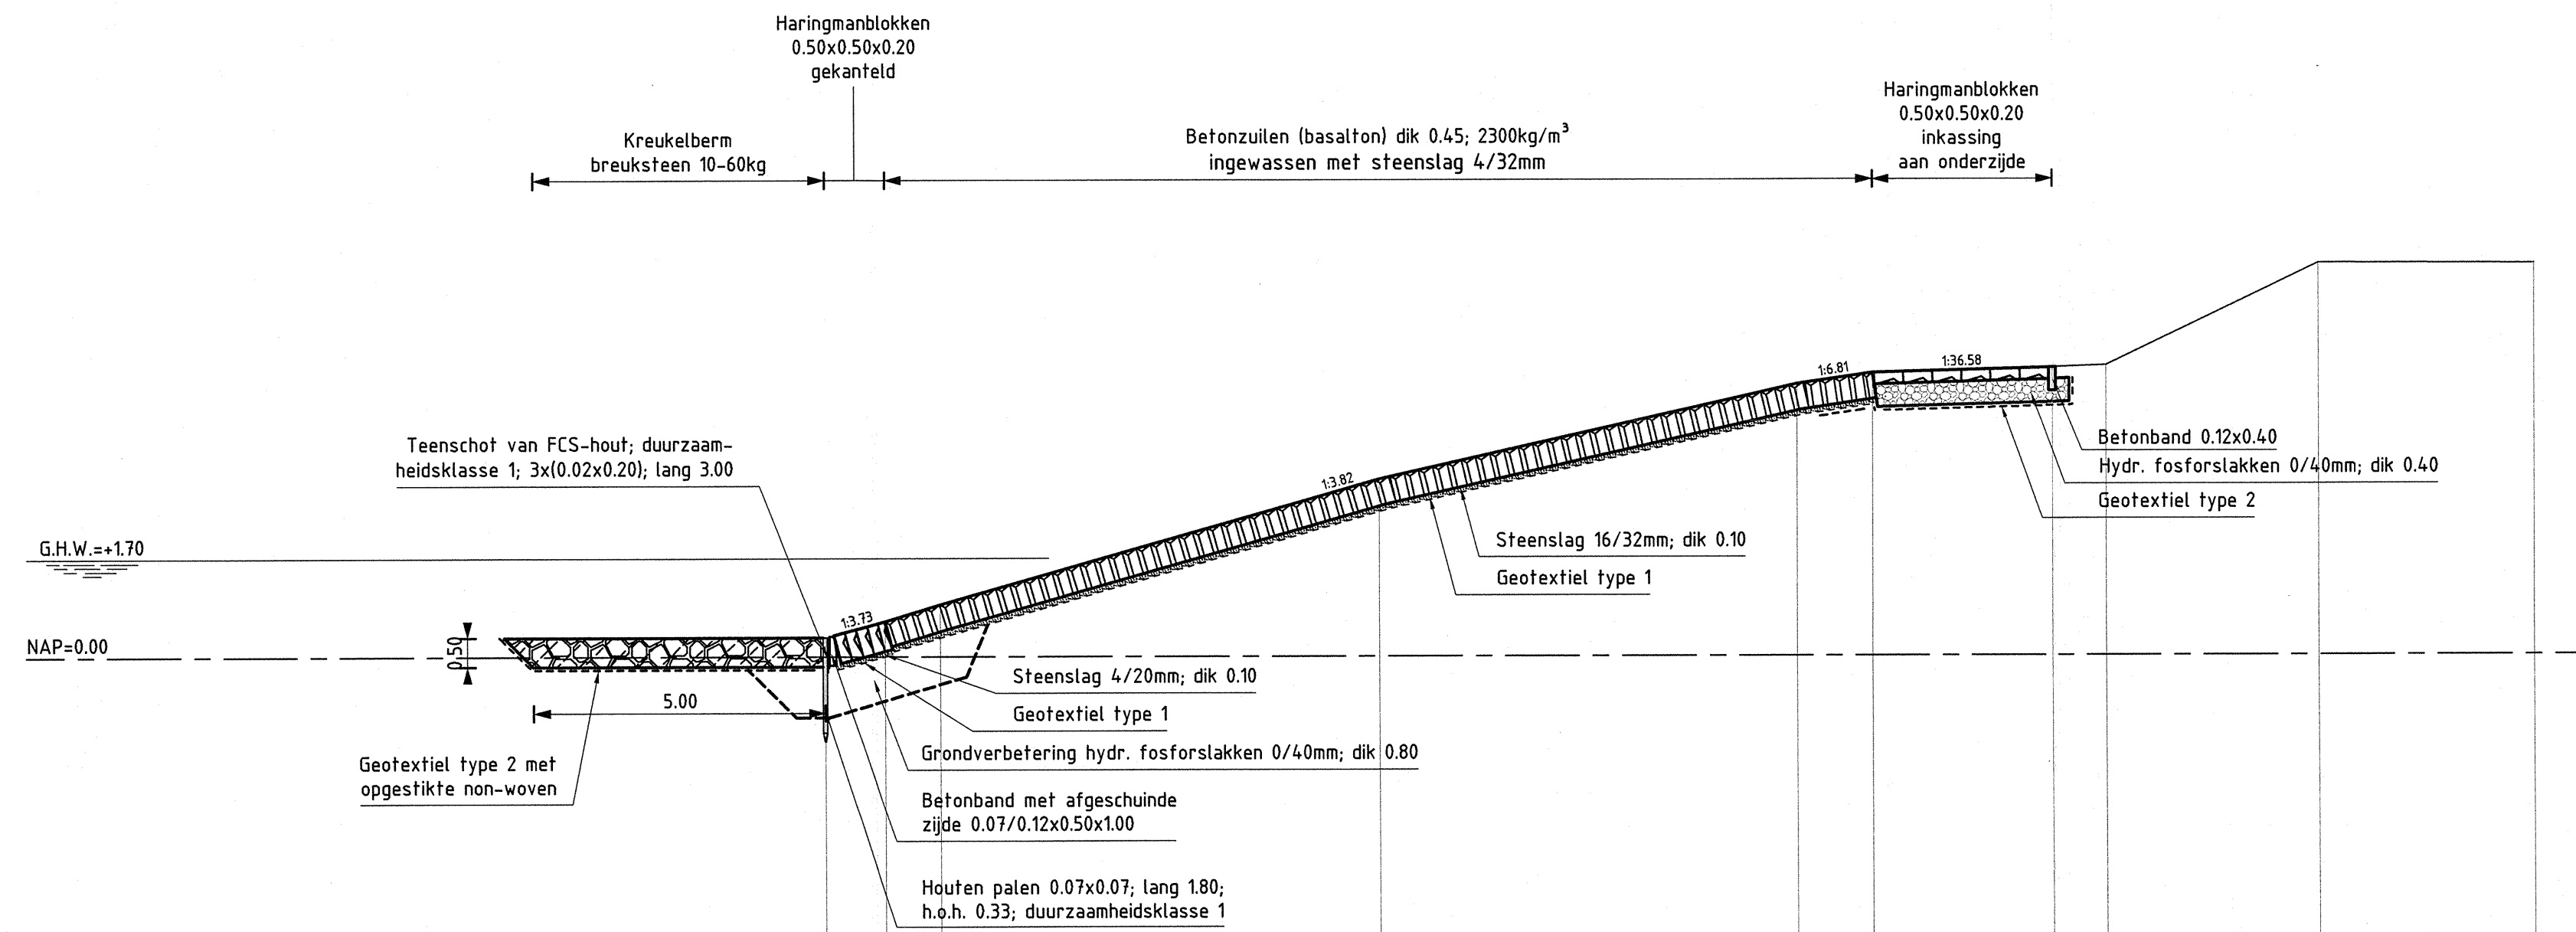 Haringmanblokken
0.50x0.50x0.20
gekanteld
Haringmanblokken
0.50x0.50x0.20
inkassing
aan onderzijde
Kreukelberm
breuksteen 10-60kg
Betonzuilen (basalton) dik 0.45; 2300kg/m³
ingewassen met steenslag 4/32mm
1:6.81
1:36.58
Teenschot van FCS-hout; duurzaam-
heidsklasse 1; 3x(0.02x0.20); lang 3.00
Betonband 0.12x0.40
Hydr. fosforslakken 0/40mm; dik 0.40
Geotextiel type 2
1:3.82
Steenslag 16/32mm; dik 0.10
Geotextiel type 1
G.H.W.=+1.70
1:3.73
NAP=0.00
0.50
5.00
Steenslag 4/20mm; dik 0.10
Geotextiel type 1
Grondverbetering hydr. fosforslakken 0/40mm; dik 0.80
Geotextiel type 2 met
opgestikte non-woven
Betonband met afgeschuinde
zijde 0.07/0.12x0.50x1.00
Houten palen 0.07x0.07; lang 1.80;
h.o.h. 0.33; duurzaamheidsklasse 1